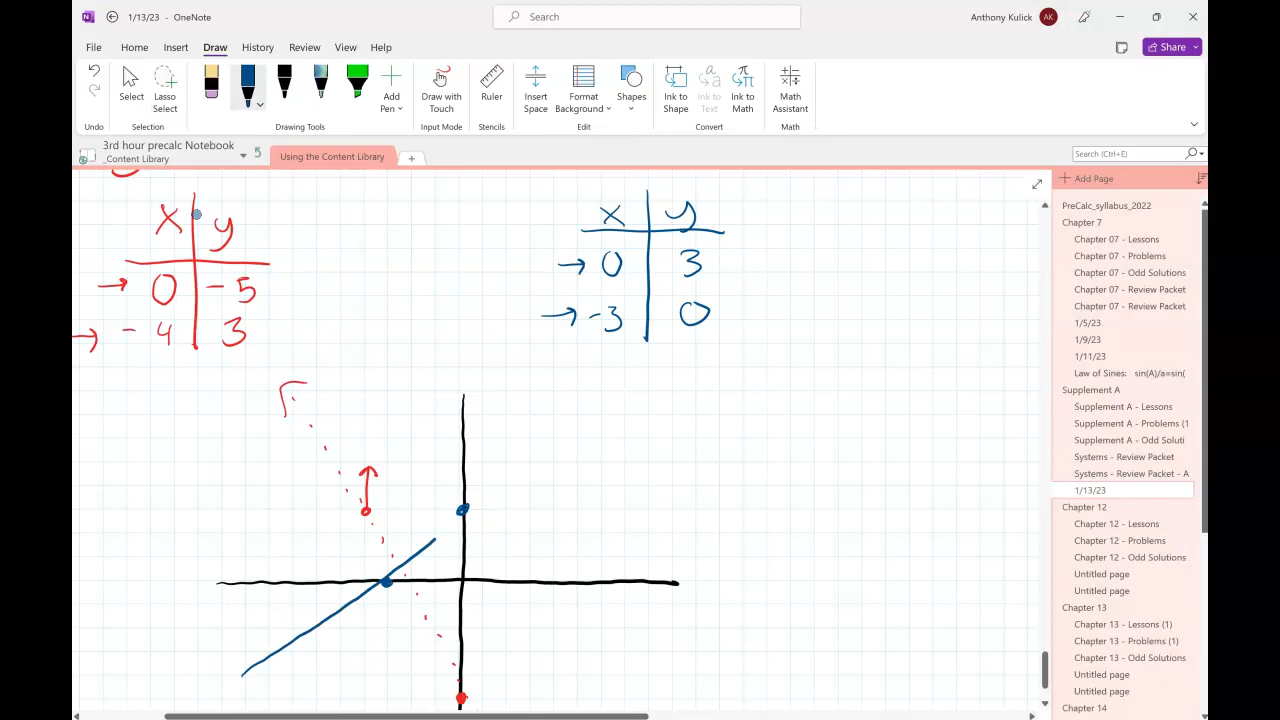 1/13/23 - OneNote
Search
Anthony Kulick
AK
File Home Insert Draw History Review View Help
Share
Undo
Select
Lasso Select
Add Pen
Draw with Touch
Ruler
Insert Space
Format Background
Shapes
Ink to Shape
Ink to Text
Ink to Math
Math Assistant
Undo Selection Drawing Tools Input Mode Stencils Edit Convert Math
3rd hour precalc Notebook
_Content Library
Using the Content Library
Search (Ctrl+E)
x y
→ 0 -5
→ -4 3
x y
→ 0 3
→ -3 0
Add Page
PreCalc_syllabus_2022
Chapter 7
Chapter 07 - Lessons
Chapter 07 - Problems
Chapter 07 - Odd Solutions
Chapter 07 - Review Packet
Chapter 07 - Review Packet
1/5/23
1/9/23
1/11/23
Law of Sines: sin(A)/a=sin(
Supplement A
Supplement A - Lessons
Supplement A - Problems (1
Supplement A - Odd Soluti
Systems - Review Packet
Systems - Review Packet - A
1/13/23
Chapter 12
Chapter 12 - Lessons
Chapter 12 - Problems
Chapter 12 - Odd Solutions
Untitled page
Untitled page
Chapter 13
Chapter 13 - Lessons (1)
Chapter 13 - Problems (1)
Chapter 13 - Odd Solutions
Untitled page
Untitled page
Chapter 14